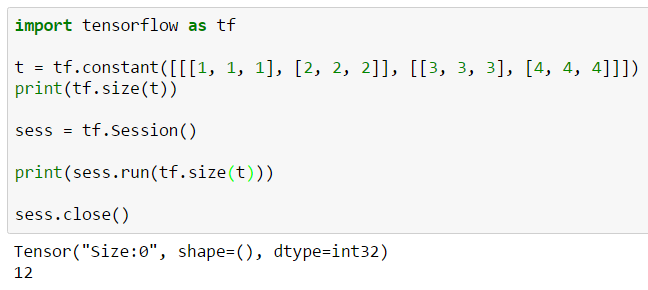 import tensorflow as tf
t = tf.constant([[[1, 1, 1], [2, 2, 2]], [[3, 3, 3], [4, 4, 4]]])
print(tf.size(t))
sess = tf.Session()
print(sess.run(tf.size(t)))
sess.close()
Tensor("Size:0", shape=(), dtype=int32)
12